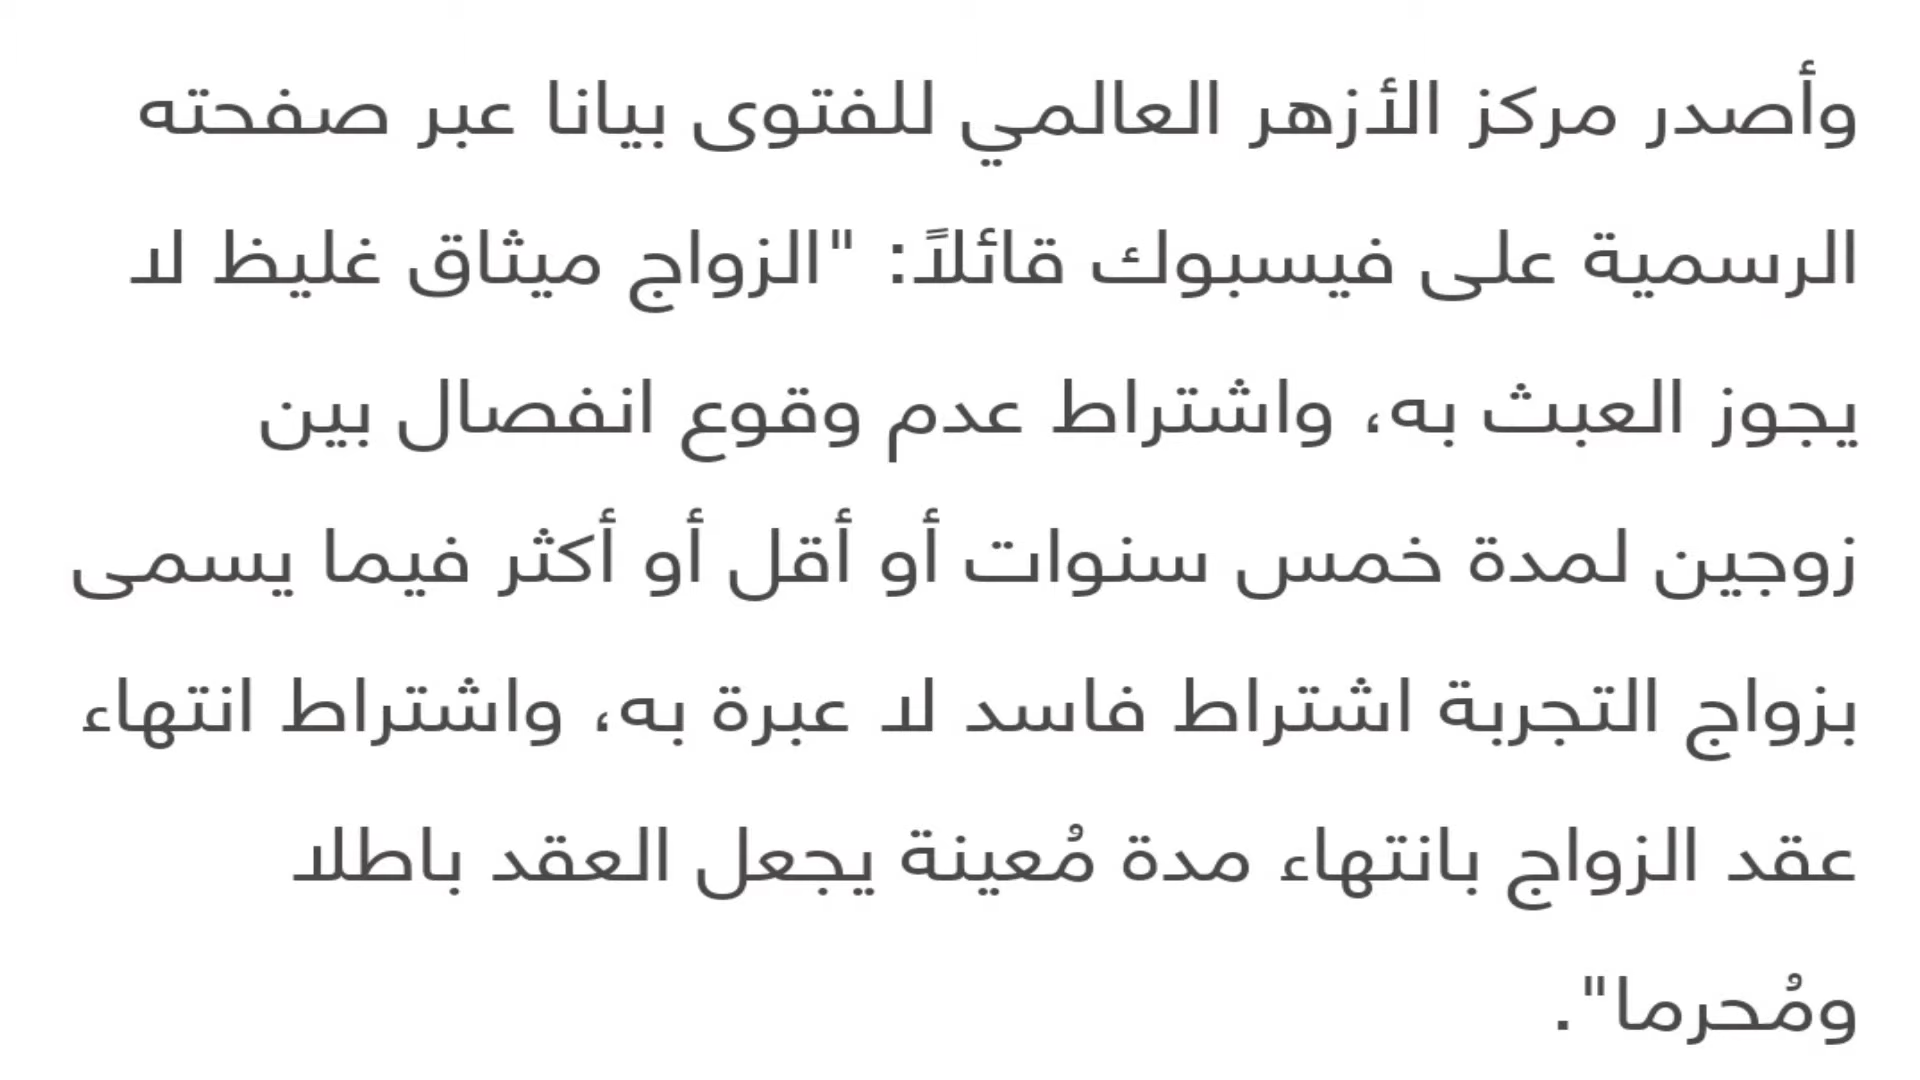 وأصدر مركز الأزهر العالمي للفتوى بيانا عبر صفحته
الرسمية على فيسبوك قائلاً: "الزواج ميثاق غليظ لا
يجوز العبث به، واشتراط عدم وقوع انفصال بين
زوجين لمدة خمس سنوات أو أقل أو أكثر فيما يسمى
بزواج التجربة اشتراط فاسد لا عبرة به، واشتراط انتهاء
عقد الزواج بانتهاء مدة مُعينة يجعل العقد باطلا
ومُحرما".